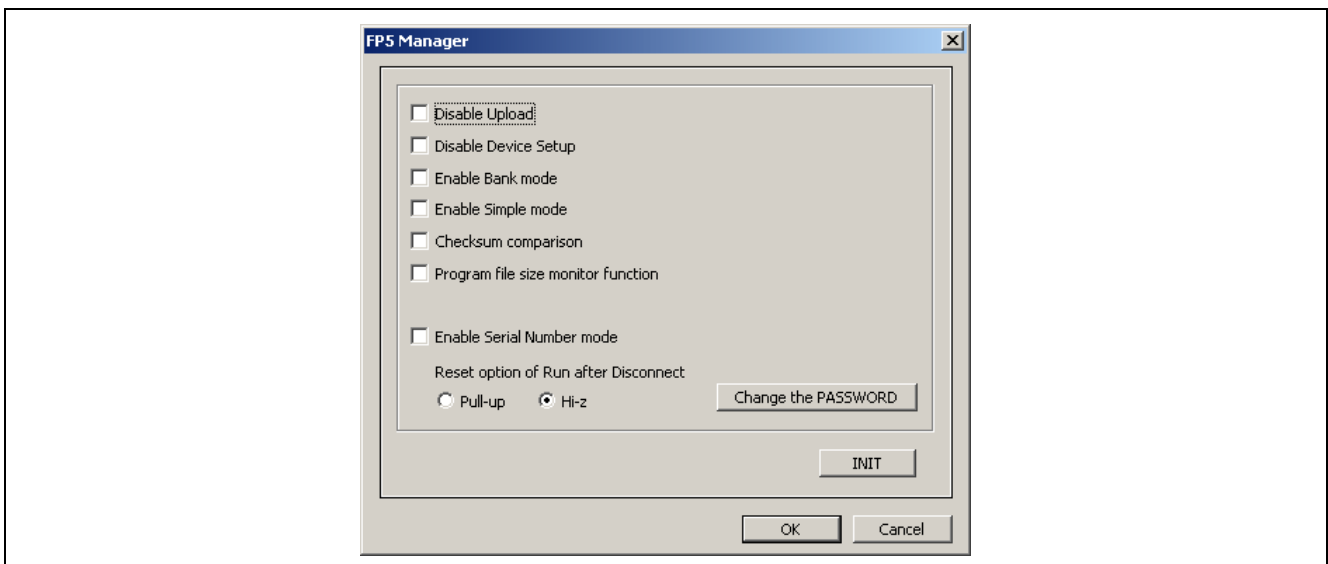 FP5 Manager
Disable Upload
Disable Device Setup
Enable Bank mode
Enable Simple mode
Checksum comparison
Program file size monitor function
Enable Serial Number mode
Reset option of Run after Disconnect
Pull-up Hi-z Change the PASSWORD
INIT
OK Cancel